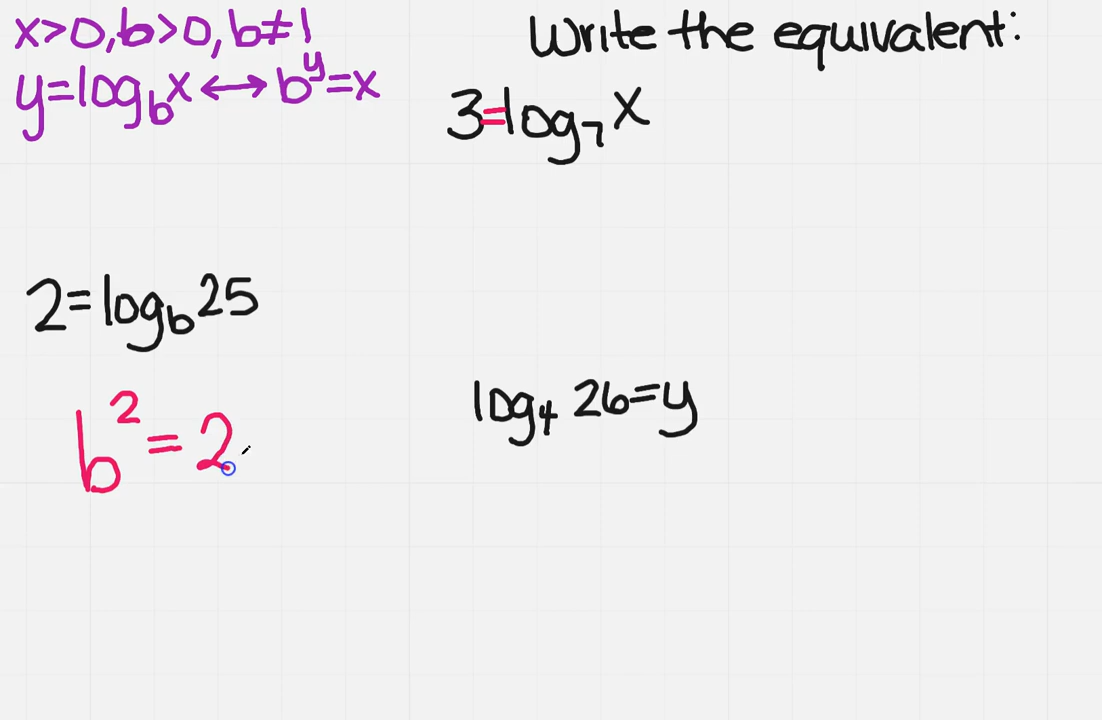 x>0, b>0, b≠1
y=log_b x ↔ b^y=x
Write the equivalent:
3=log_7 x
2=log_b 25
b^2=2
log_4 26=y